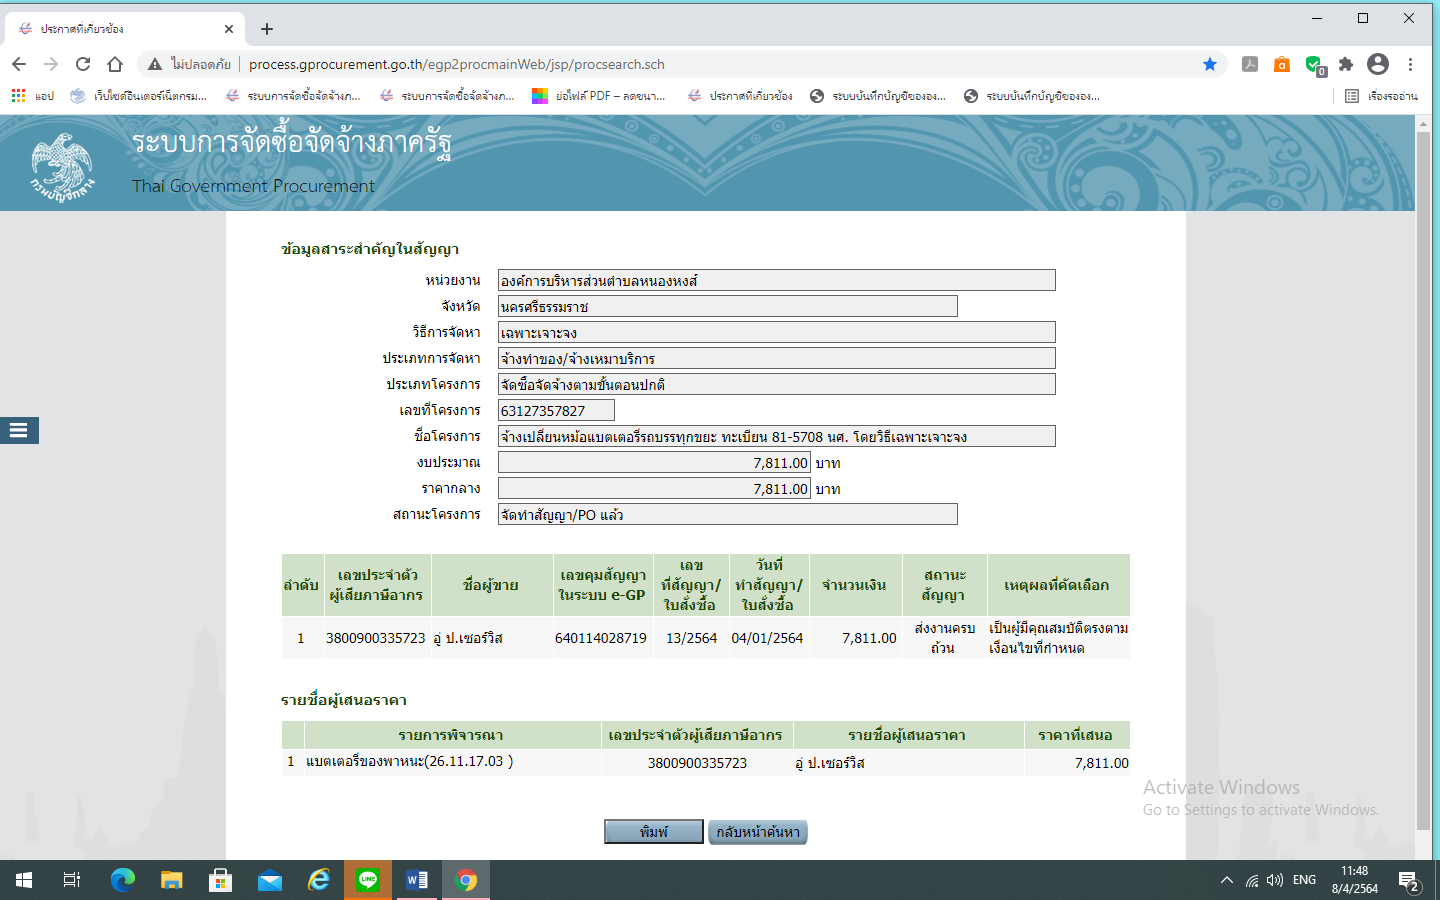 ประกาศที่เกี่ยวข้อง
ไม่ปลอดภัย | process.gprocurement.go.th/egp2procmainWeb/jsp/procsearch.sch
แอป เว็บไซต์อินเตอร์เน็ตกรม... ระบบการจัดซื้อจัดจ้างภ... ระบบการจัดซื้อจัดจ้างภ... ย่อไฟล์ PDF – ลดขนา... ประกาศที่เกี่ยวข้อง ระบบบันทึกบัญชีขององ... ระบบบันทึกบัญชีขององ... เรื่องรออ่าน
ระบบการจัดซื้อจัดจ้างภาครัฐ
Thai Government Procurement
กรมบัญชีกลาง
ข้อมูลสาระสำคัญในสัญญา
หน่วยงาน องค์การบริหารส่วนตำบลหนองหงส์
จังหวัด นครศรีธรรมราช
วิธีการจัดหา เฉพาะเจาะจง
ประเภทการจัดหา จ้างทำของ/จ้างเหมาบริการ
ประเภทโครงการ จัดซื้อจัดจ้างตามขั้นตอนปกติ
เลขที่โครงการ 63127357827
ชื่อโครงการ จ้างเปลี่ยนหม้อแบตเตอรี่รถบรรทุกขยะ ทะเบียน 81-5708 นศ. โดยวิธีเฉพาะเจาะจง
งบประมาณ 7,811.00 บาท
ราคากลาง 7,811.00 บาท
สถานะโครงการ จัดทำสัญญา/PO แล้ว
ลำดับ เลขประจำตัวผู้เสียภาษีอากร ชื่อผู้ขาย เลขคุมสัญญาในระบบ e-GP เลขที่สัญญา/ใบสั่งซื้อ วันที่ทำสัญญา/ใบสั่งซื้อ จำนวนเงิน สถานะสัญญา เหตุผลที่คัดเลือก
1 3800900335723 อู่ ป.เซอร์วิส 640114028719 13/2564 04/01/2564 7,811.00 ส่งงานครบถ้วน เป็นผู้มีคุณสมบัติตรงตามเงื่อนไขที่กำหนด
รายชื่อผู้เสนอราคา
รายการพิจารณา เลขประจำตัวผู้เสียภาษีอากร รายชื่อผู้เสนอราคา ราคาที่เสนอ
1 แบตเตอรี่ของพาหนะ(26.11.17.03 ) 3800900335723 อู่ ป.เซอร์วิส 7,811.00
Activate Windows
Go to Settings to activate Windows.
พิมพ์ กลับหน้าค้นหา
LINE ENG 11:48
8/4/2564 2